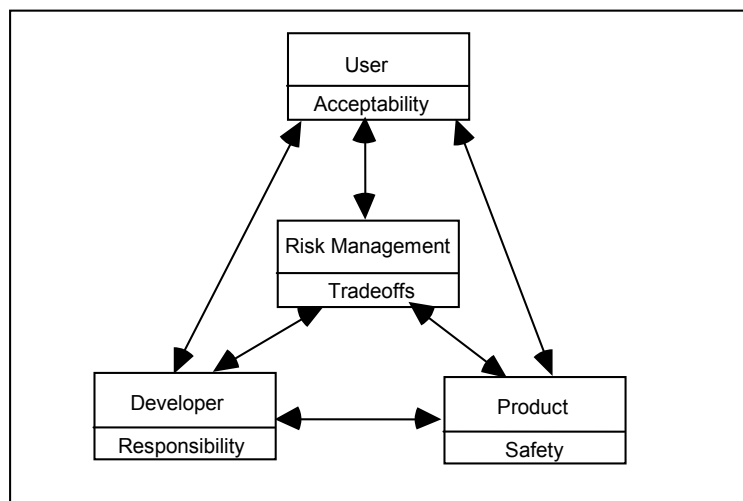 User
Acceptability
Risk Management
Tradeoffs
Developer
Responsibility
Product
Safety